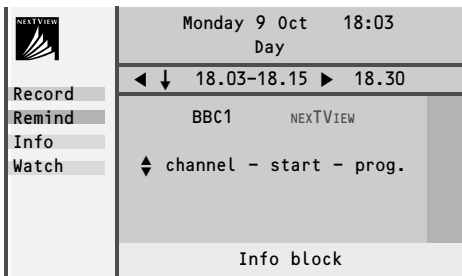 NEXTVIEW
Record
Remind
Info
Watch
Monday 9 Oct 18:03
Day
18.03-18.15 18.30
BBC1 NEXTVIEW
channel - start - prog.
Info block